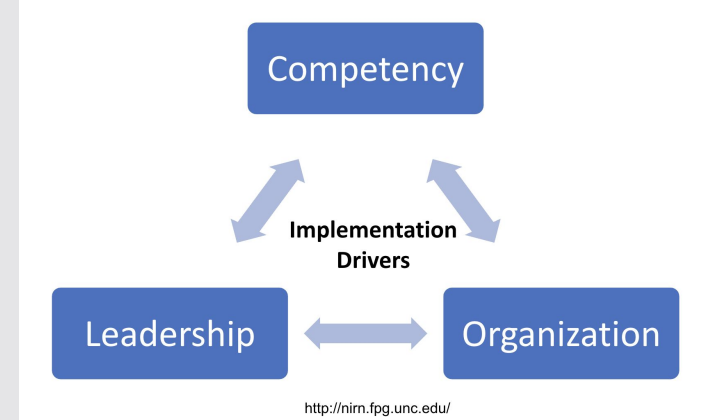 Competency
Implementation
Drivers
Leadership
Organization
http://nirn.fpg.unc.edu/